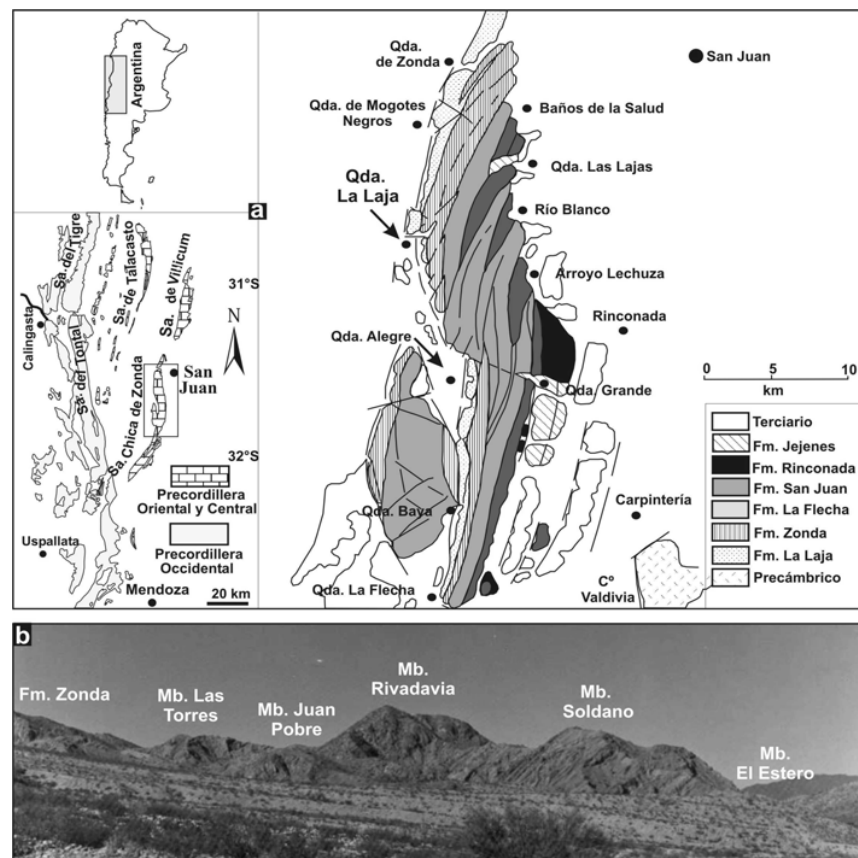 Argentina
a
Sa. del Tigre
Sa. de Talacasto
Sa. de Villicum
31°S
N
Calingasta
Sa. del Tontal
San
Juan
Sa. Chica de Zonda
32°S
Precordillera
Oriental y Central
Precordillera
Occidental
Uspallata
Mendoza
20 km
Qda.
de Zonda
San Juan
Qda. de Mogotes
Negros
Baños de la Salud
Qda.
La Laja
Qda. Las Lajas
Río Blanco
Arroyo Lechuza
Rinconada
Qda. Alegre
Qda. Grande
0 5 10
km
Terciario
Fm. Jejenes
Fm. Rinconada
Fm. San Juan
Fm. La Flecha
Fm. Zonda
Fm. La Laja
Precámbrico
Carpintería
Qda. Baya
Qda. La Flecha
Cº
Valdivia
b
Fm. Zonda
Mb. Las
Torres
Mb. Juan
Pobre
Mb.
Rivadavia
Mb.
Soldano
Mb.
El Estero